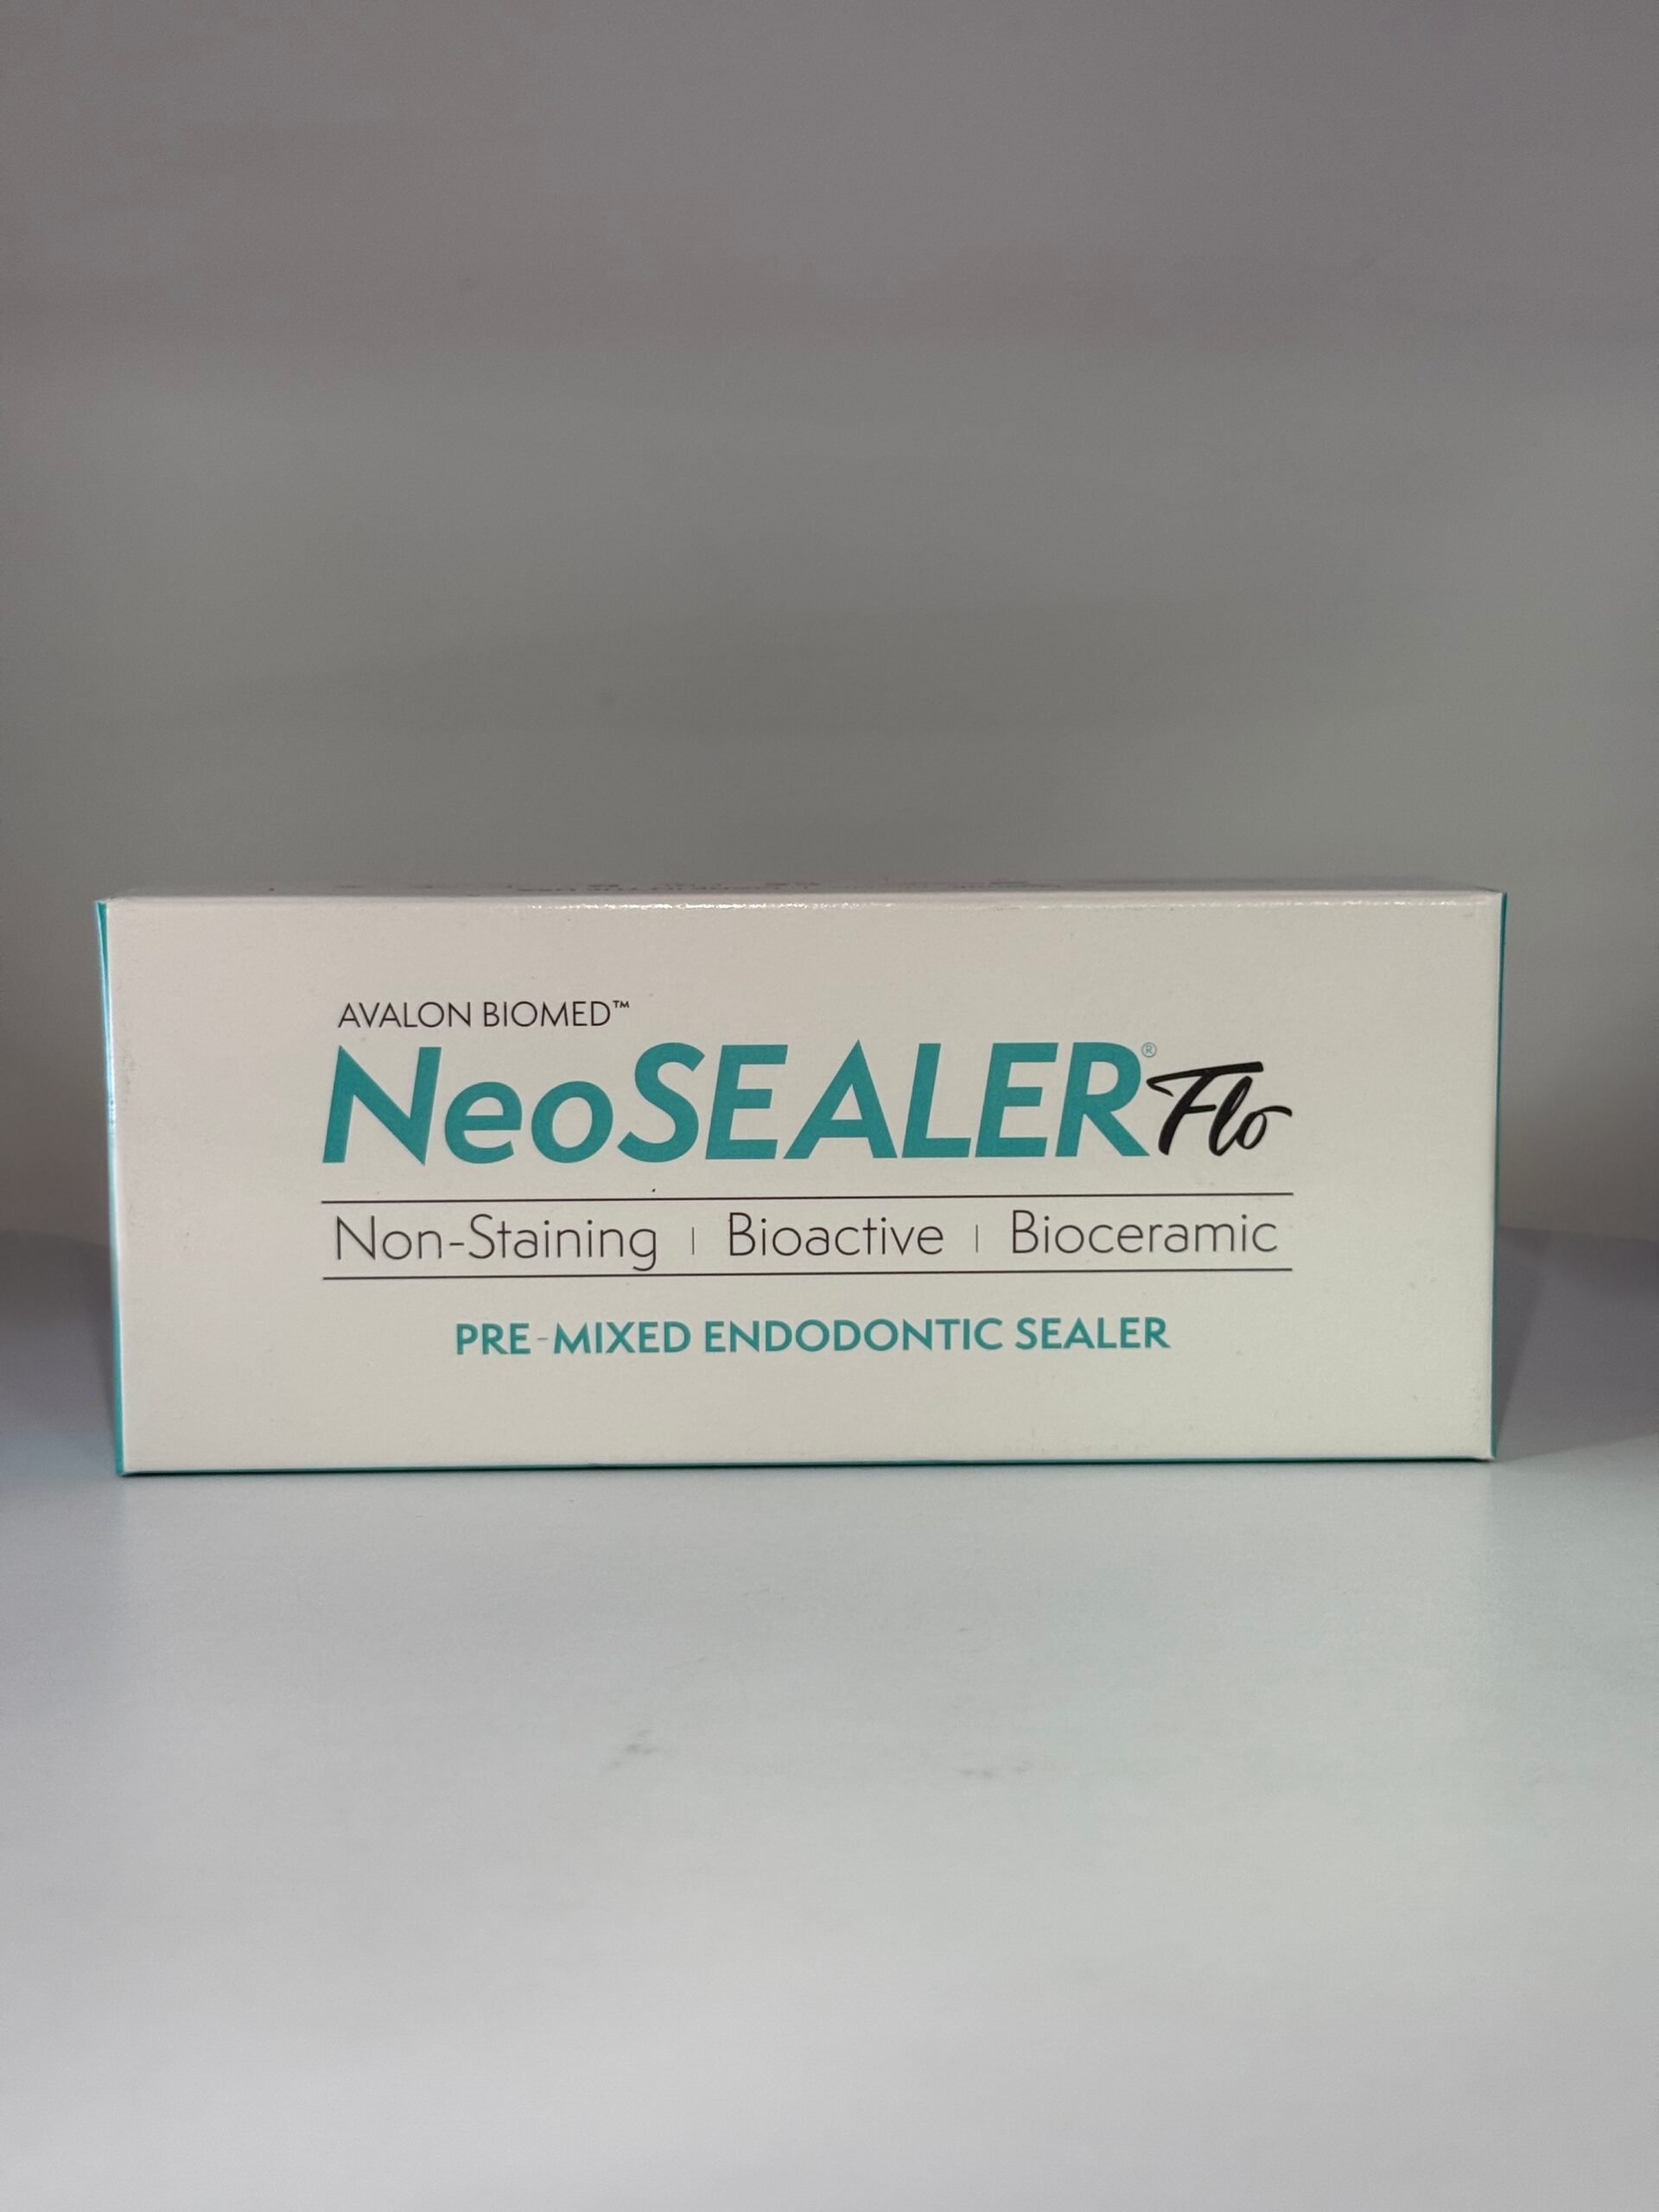 AVALON BIOMED™
NeoSEALER® Flo
Non-Staining | Bioactive | Bioceramic
PRE-MIXED ENDODONTIC SEALER